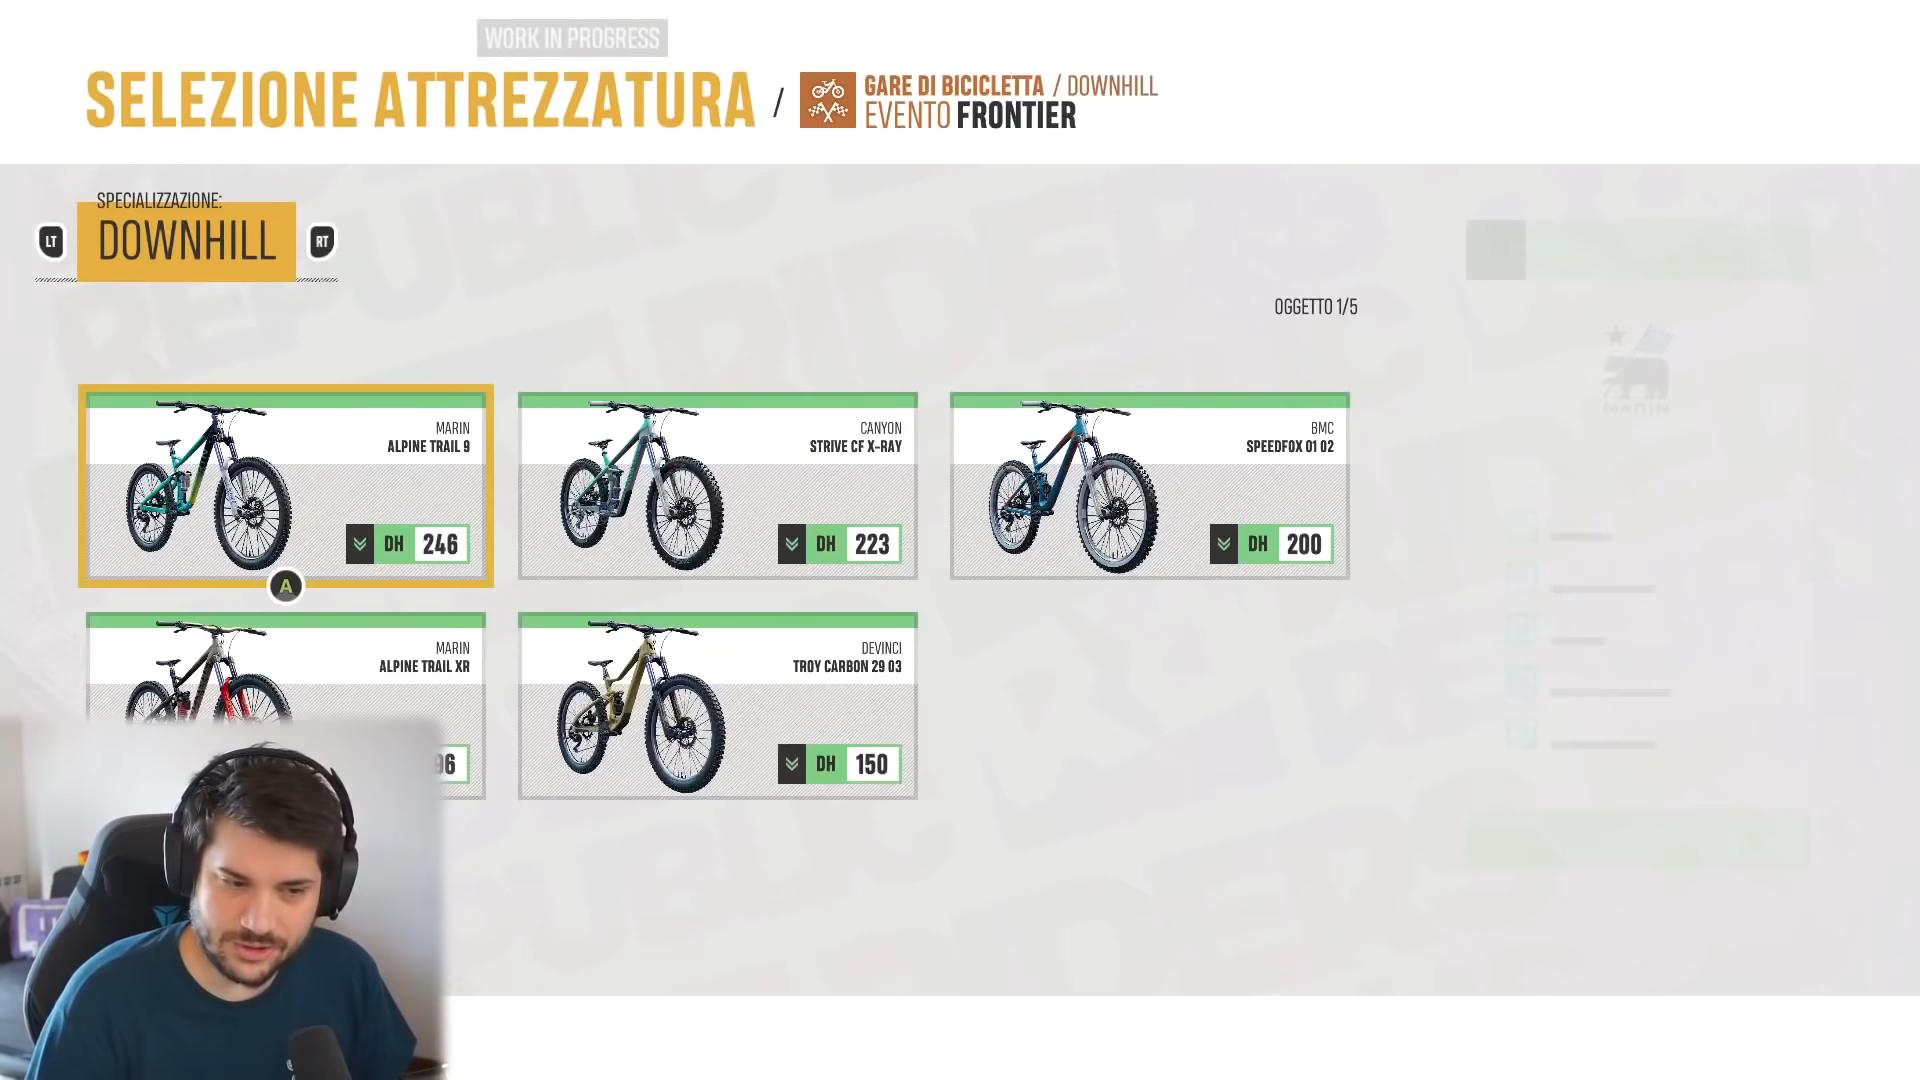 WORK IN PROGRESS
SELEZIONE ATTREZZATURA / GARE DI BICICLETTA / DOWNHILL
EVENTO FRONTIER
SPECIALIZZAZIONE:
LT DOWNHILL RT
OGGETTO 1/5
MARIN
ALPINE TRAIL 9
DH 246
A
CANYON
STRIVE CF X-RAY
DH 223
BMC
SPEEDFOX 01 02
DH 200
MARIN
ALPINE TRAIL XR
96
DEVINCI
TROY CARBON 29 03
DH 150
MARIN